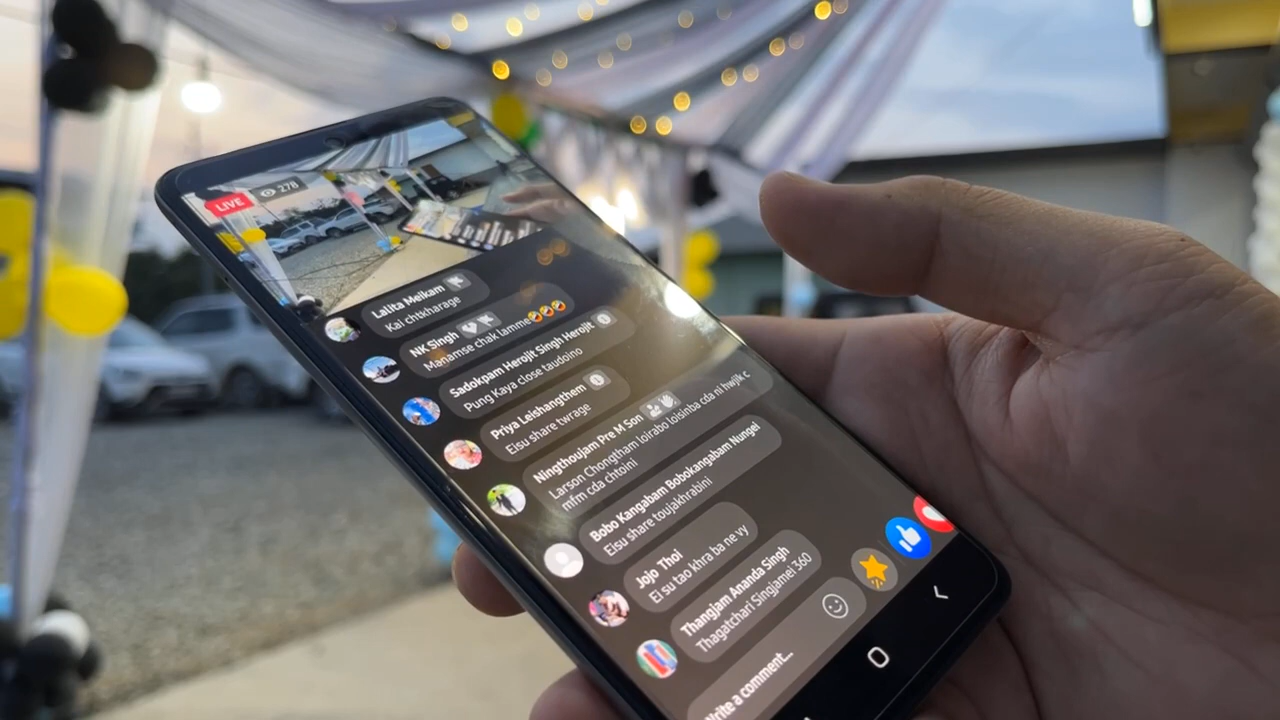 LIVE 278
Lalita Meikam
Kai chtkharage
NK Singh
Manamse chak lamme🤣🤣🤣
Sadokpam Herojit Singh Herojit
Pung Kaya close taudoino
Priya Leishangthem
Eisu share twrage
Ningthoujam Pre M Son
Larson Chongtham loirabo loisinba cda ni hwjik c
mfm cda chtoini
Bobo Kangabam Bobokangabam Nungei
Eisu share toujakhrabini
Jojo Thoi
Ei su tao khra ba ne vy
Thangjam Ananda Singh
Thagatchari Singjamei 360
Write a comment...